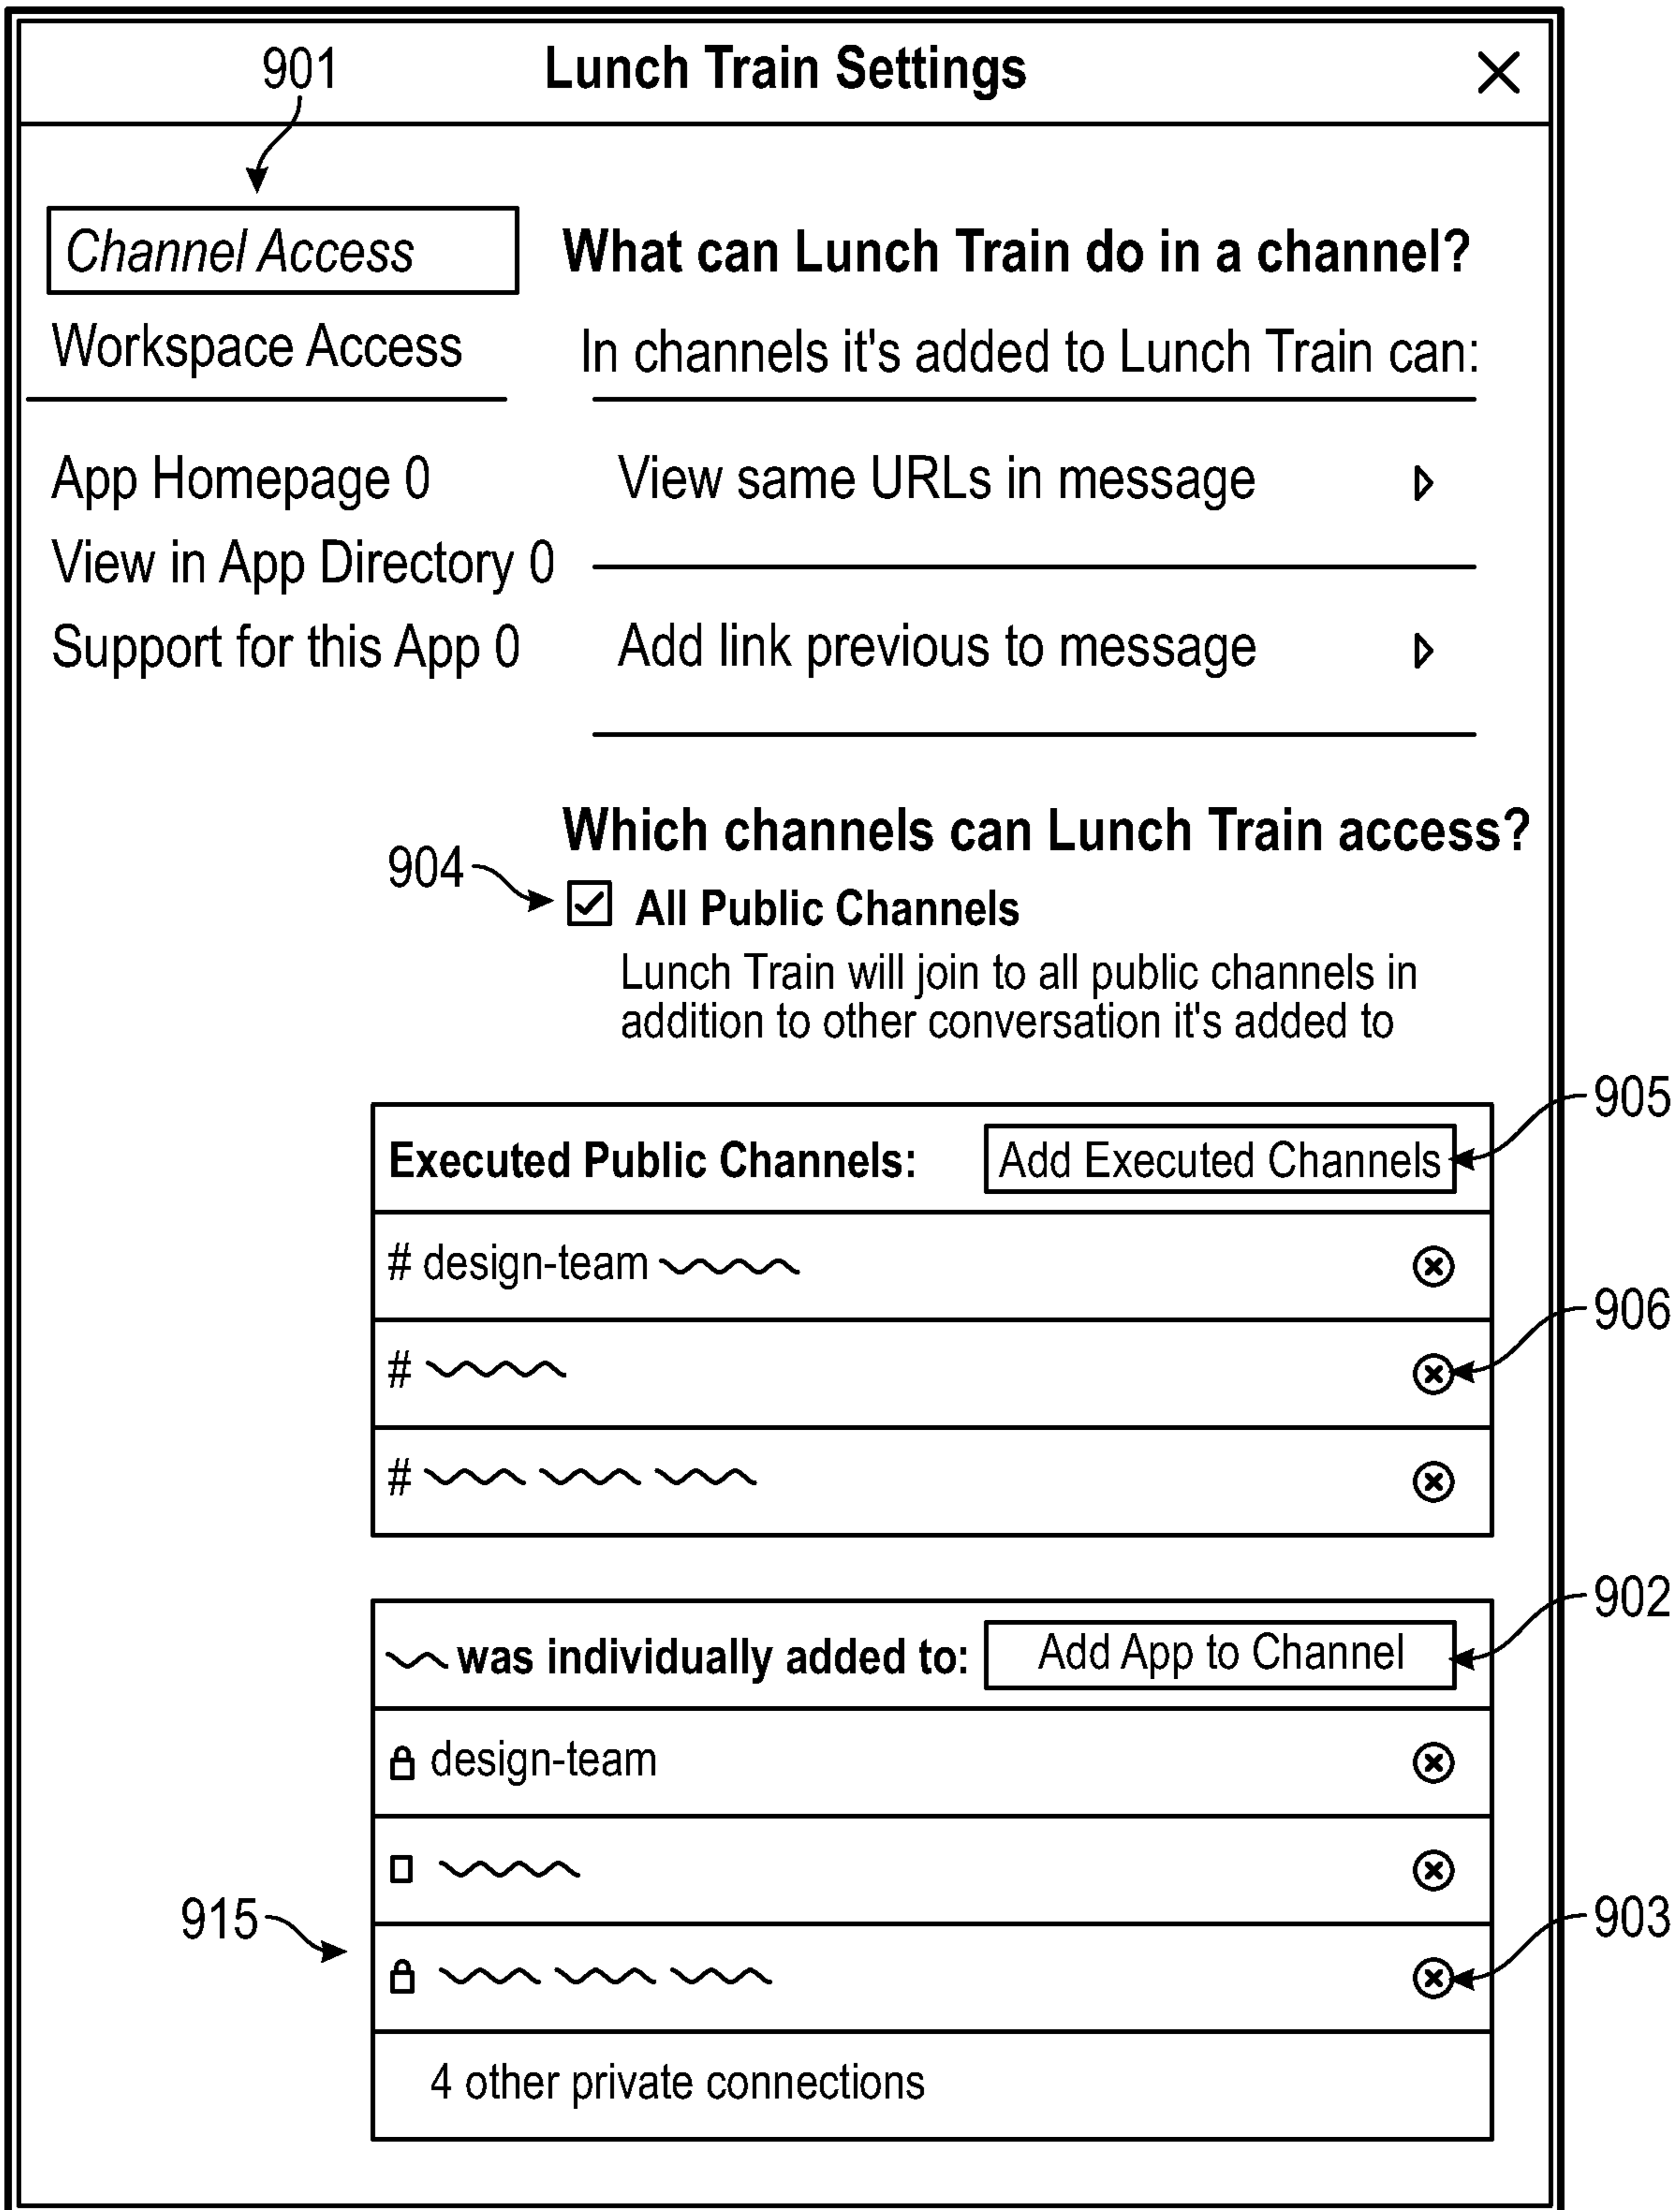 901
Lunch Train Settings
Channel Access
Workspace Access
App Homepage 0
View in App Directory 0
Support for this App 0
What can Lunch Train do in a channel?
In channels it's added to Lunch Train can:
View same URLs in message
Add link previous to message
Which channels can Lunch Train access?
904
All Public Channels
Lunch Train will join to all public channels in
addition to other conversation it's added to
905
Executed Public Channels: Add Executed Channels
# design-team
906
#
#
902
was individually added to: Add App to Channel
design-team
915
903
4 other private connections